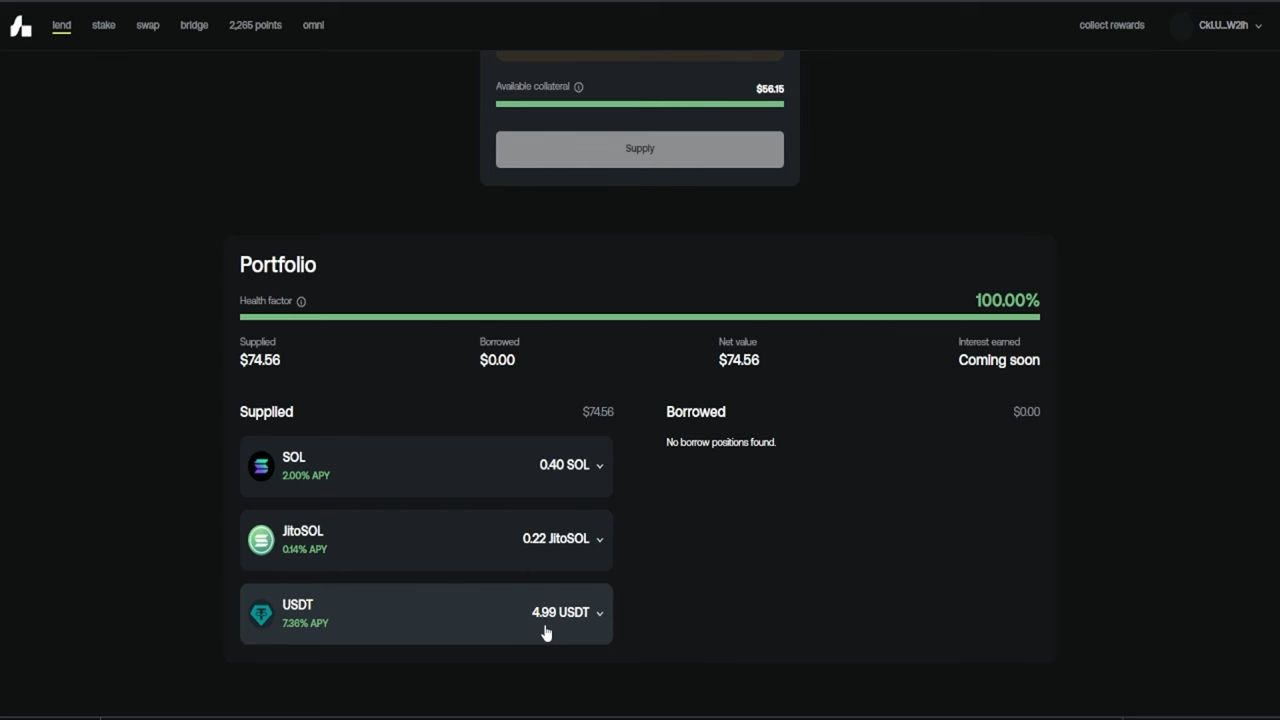 lend stake swap bridge 2,265 points omni collect rewards CkLU...W2ih
Available collateral $56.15
Supply
Portfolio
Health factor 100.00%
Supplied Borrowed Net value Interest earned
$74.56 $0.00 $74.56 Coming soon
Supplied $74.56 Borrowed $0.00
No borrow positions found.
SOL
2.00% APY
0.40 SOL
JitoSOL
0.14% APY
0.22 JitoSOL
USDT
7.36% APY
4.99 USDT